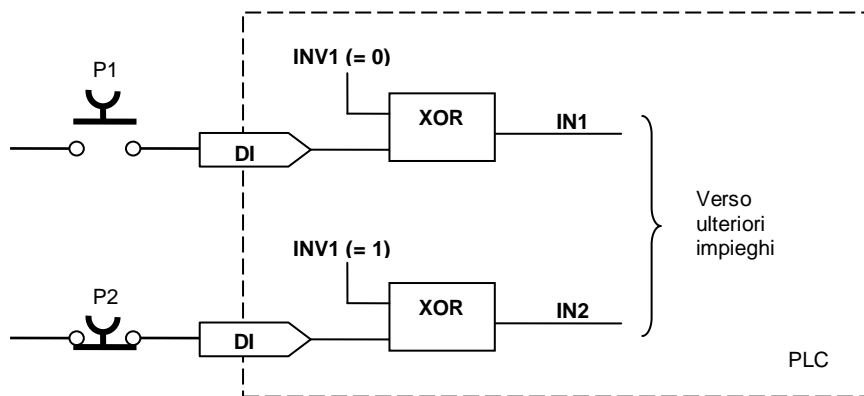 INV1 (= 0)
P1
XOR
IN1
DI
Verso
ulteriori
impieghi
INV1 (= 1)
P2
XOR
IN2
DI
PLC